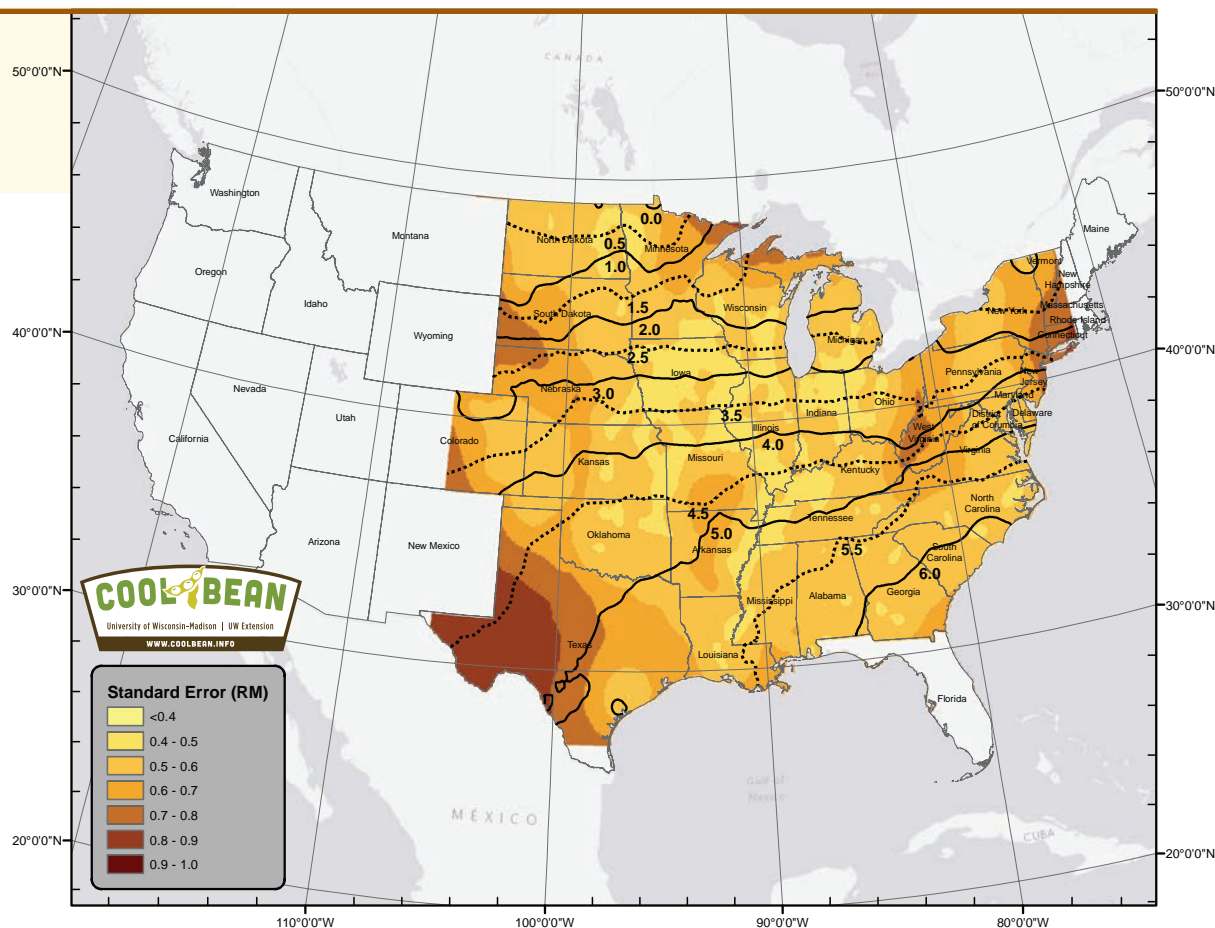 CANADA
50°0'0"N
50°0'0"N
Washington
Montana
Maine
North Dakota
0.0
0.5
Minnesota
1.0
Vermont
New
Hampshire
Oregon
Idaho
South Dakota
1.5
Wisconsin
New York
Massachusetts
Rhode Island
Connecticut
40°0'0"N
40°0'0"N
Wyoming
2.0
Michigan
2.5
Iowa
Pennsylvania
New
Jersey
Nevada
Utah
Nebraska
3.0
3.5
Ohio
Indiana
Maryland
District
of Columbia
Delaware
California
Colorado
Illinois
4.0
West
Virginia
Virginia
Kansas
Missouri
Kentucky
North
Carolina
4.5
Tennessee
Arizona
New Mexico
Oklahoma
5.0
Arkansas
5.5
South
Carolina
6.0
30°0'0"N
30°0'0"N
Mississippi
Alabama
Georgia
Texas
Louisiana
Florida
Gulf of
Mexico
MÉXICO
CUBA
COOL BEAN
University of Wisconsin-Madison | UW Extension
WWW.COOLBEAN.INFO
Standard Error (RM)
<0.4
0.4 - 0.5
0.5 - 0.6
0.6 - 0.7
0.7 - 0.8
0.8 - 0.9
0.9 - 1.0
20°0'0"N
20°0'0"N
110°0'0"W
100°0'0"W
90°0'0"W
80°0'0"W